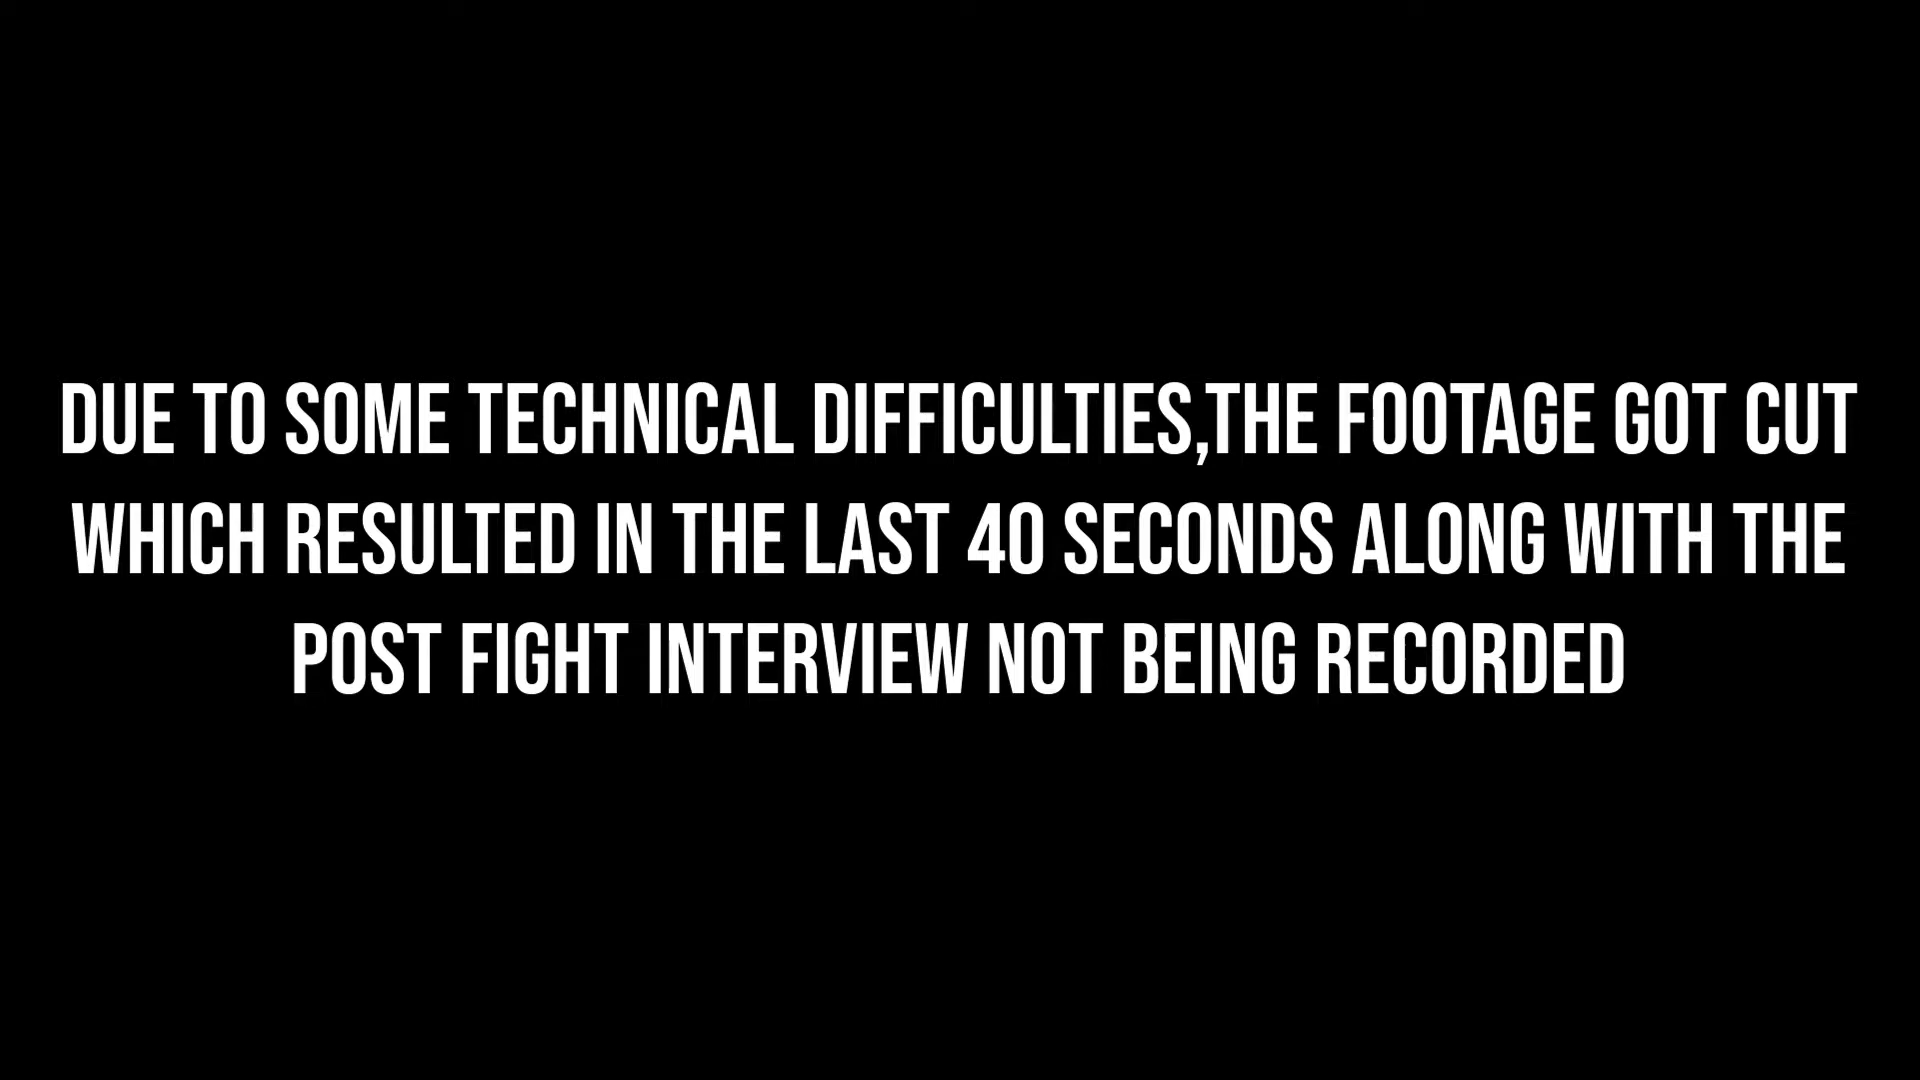 DUE TO SOME TECHNICAL DIFFICULTIES,THE FOOTAGE GOT CUT
WHICH RESULTED IN THE LAST 40 SECONDS ALONG WITH THE
POST FIGHT INTERVIEW NOT BEING RECORDED